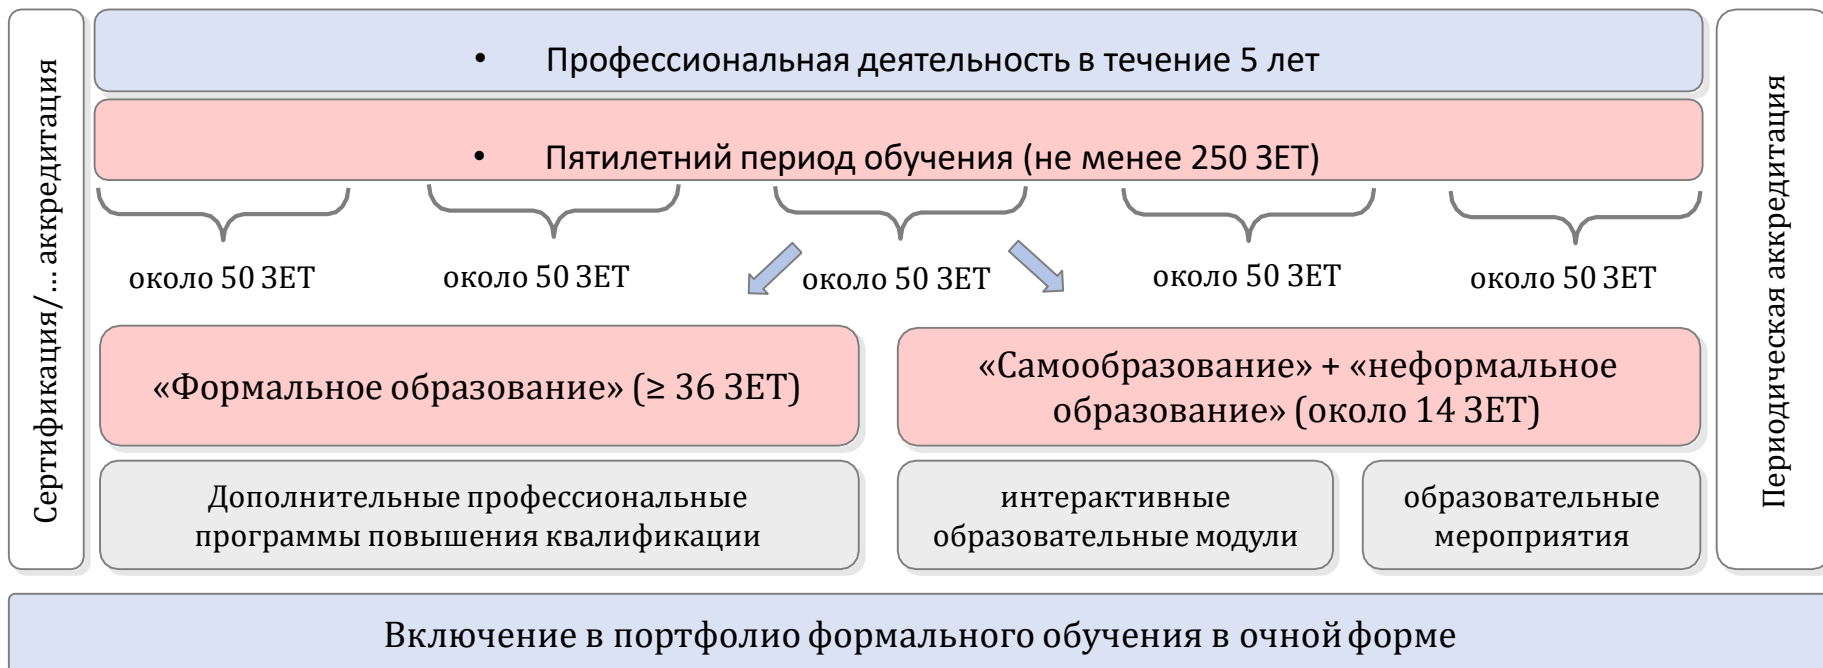 Сертификация/... аккредитация
• Профессиональная деятельность в течение 5 лет
• Пятилетний период обучения (не менее 250 ЗЕТ)
около 50 ЗЕТ
около 50 ЗЕТ
около 50 ЗЕТ
около 50 ЗЕТ
около 50 ЗЕТ
«Формальное образование» (≥ 36 ЗЕТ)
«Самообразование» + «неформальное
образование» (около 14 ЗЕТ)
Дополнительные профессиональные
программы повышения квалификации
интерактивные
образовательные модули
образовательные
мероприятия
Периодическая аккредитация
Включение в портфолио формального обучения в очной форме